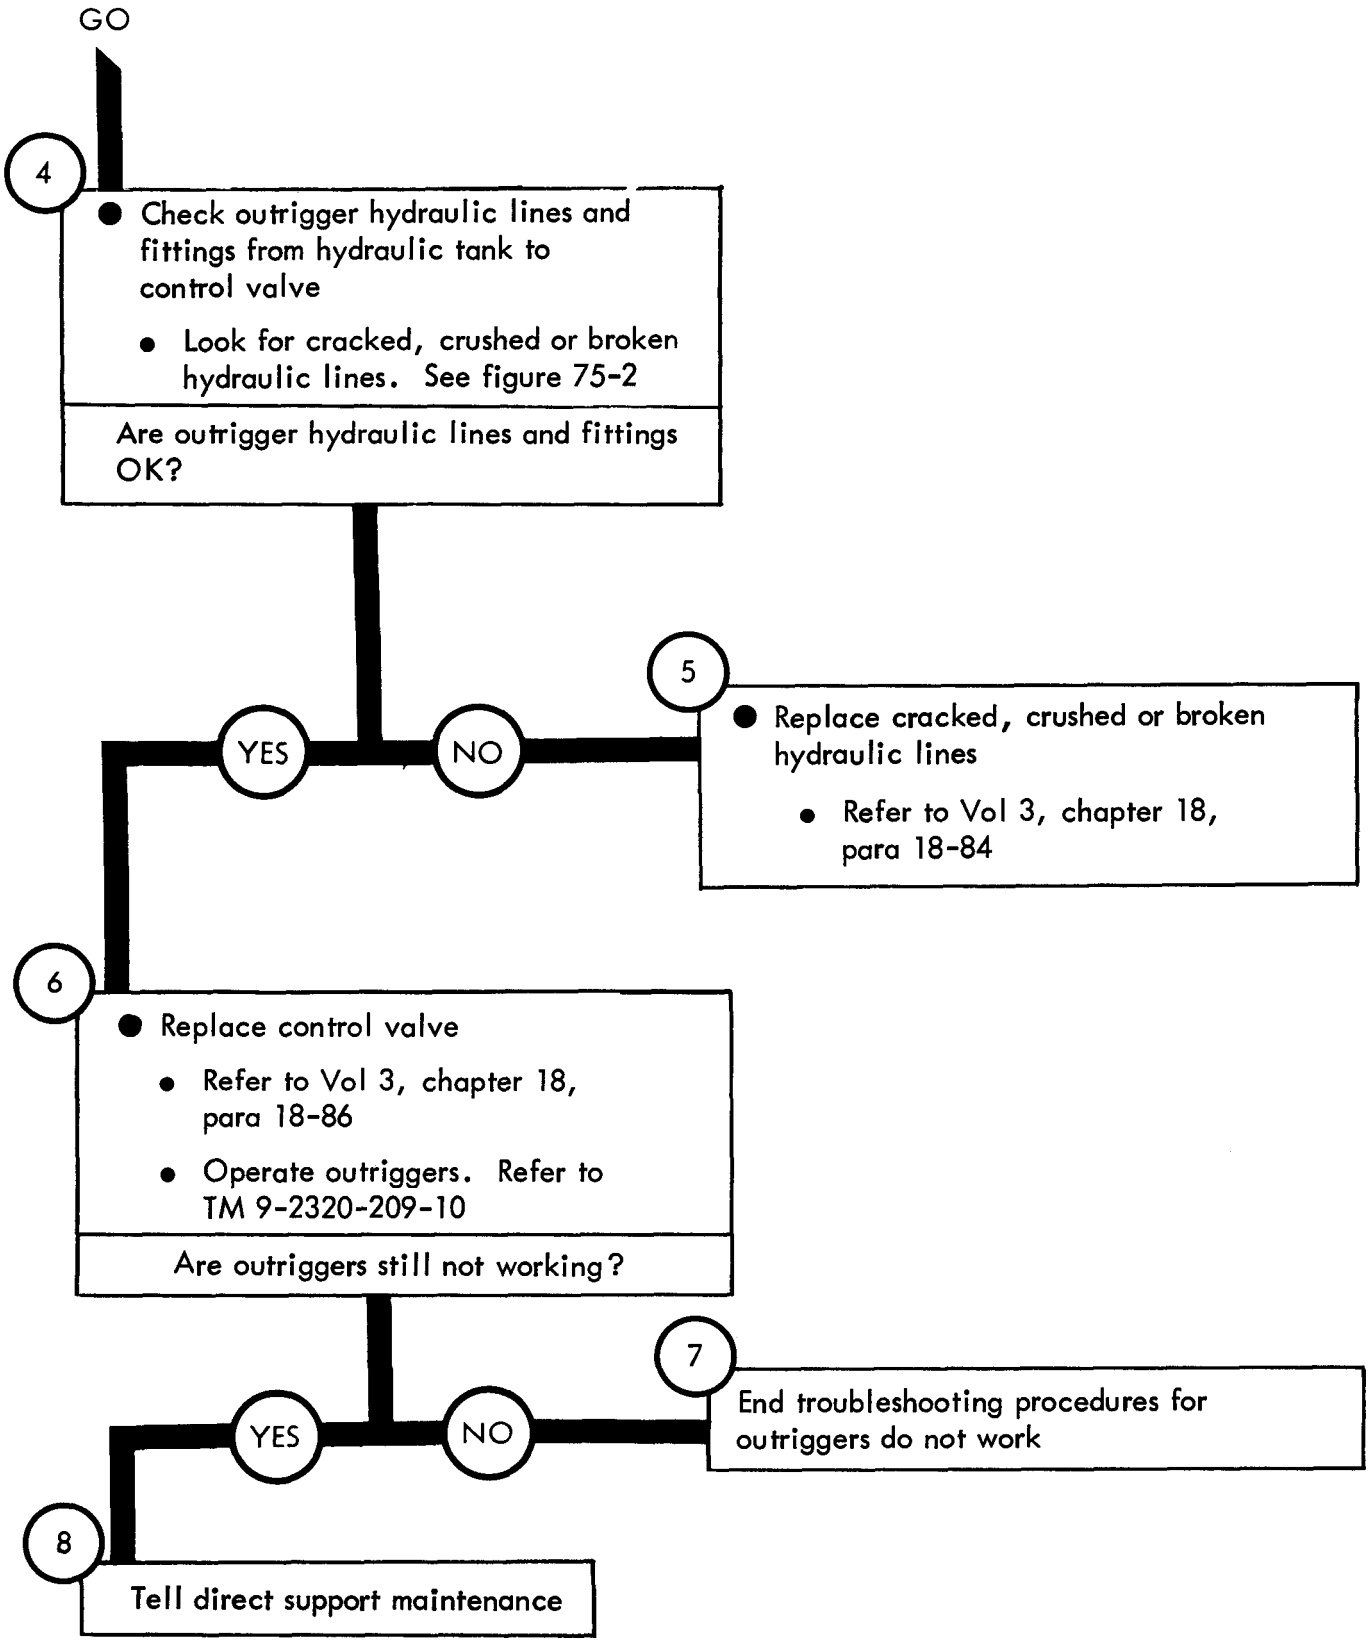 GO
4
● Check outrigger hydraulic lines and
fittings from hydraulic tank to
control valve
● Look for cracked, crushed or broken
hydraulic lines. See figure 75-2
Are outrigger hydraulic lines and fittings
OK?
YES
NO
5
● Replace cracked, crushed or broken
hydraulic lines
● Refer to Vol 3, chapter 18,
para 18-84
6
● Replace control valve
● Refer to Vol 3, chapter 18,
para 18-86
● Operate outriggers. Refer to
TM 9-2320-209-10
Are outriggers still not working?
YES
NO
7
End troubleshooting procedures for
outriggers do not work
8
Tell direct support maintenance